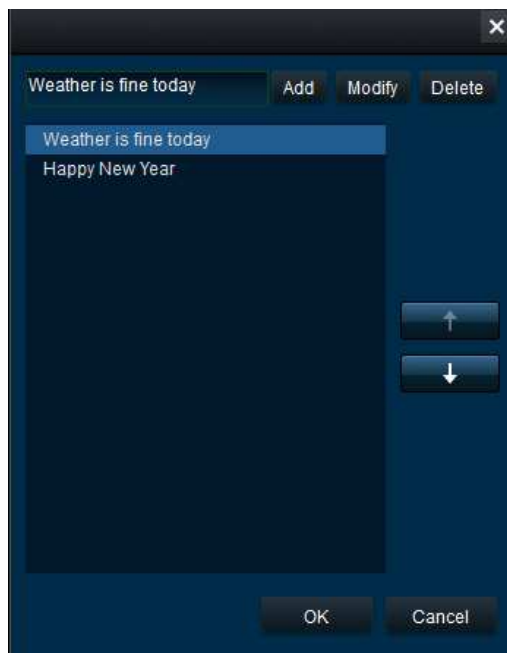 Weather is fine today
Add
Modify
Delete
Weather is fine today
Happy New Year
OK
Cancel